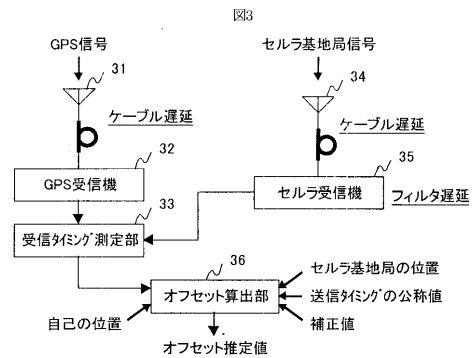 図3
GPS信号
セルラ基地局信号
31
34
ケーブル遅延
ケーブル遅延
32
35
GPS受信機
セルラ受信機
フィルタ遅延
33
受信タイミング測定部
36
セルラ基地局の位置
オフセット算出部
送信タイミングの公称値
自己の位置
補正値
オフセット推定値